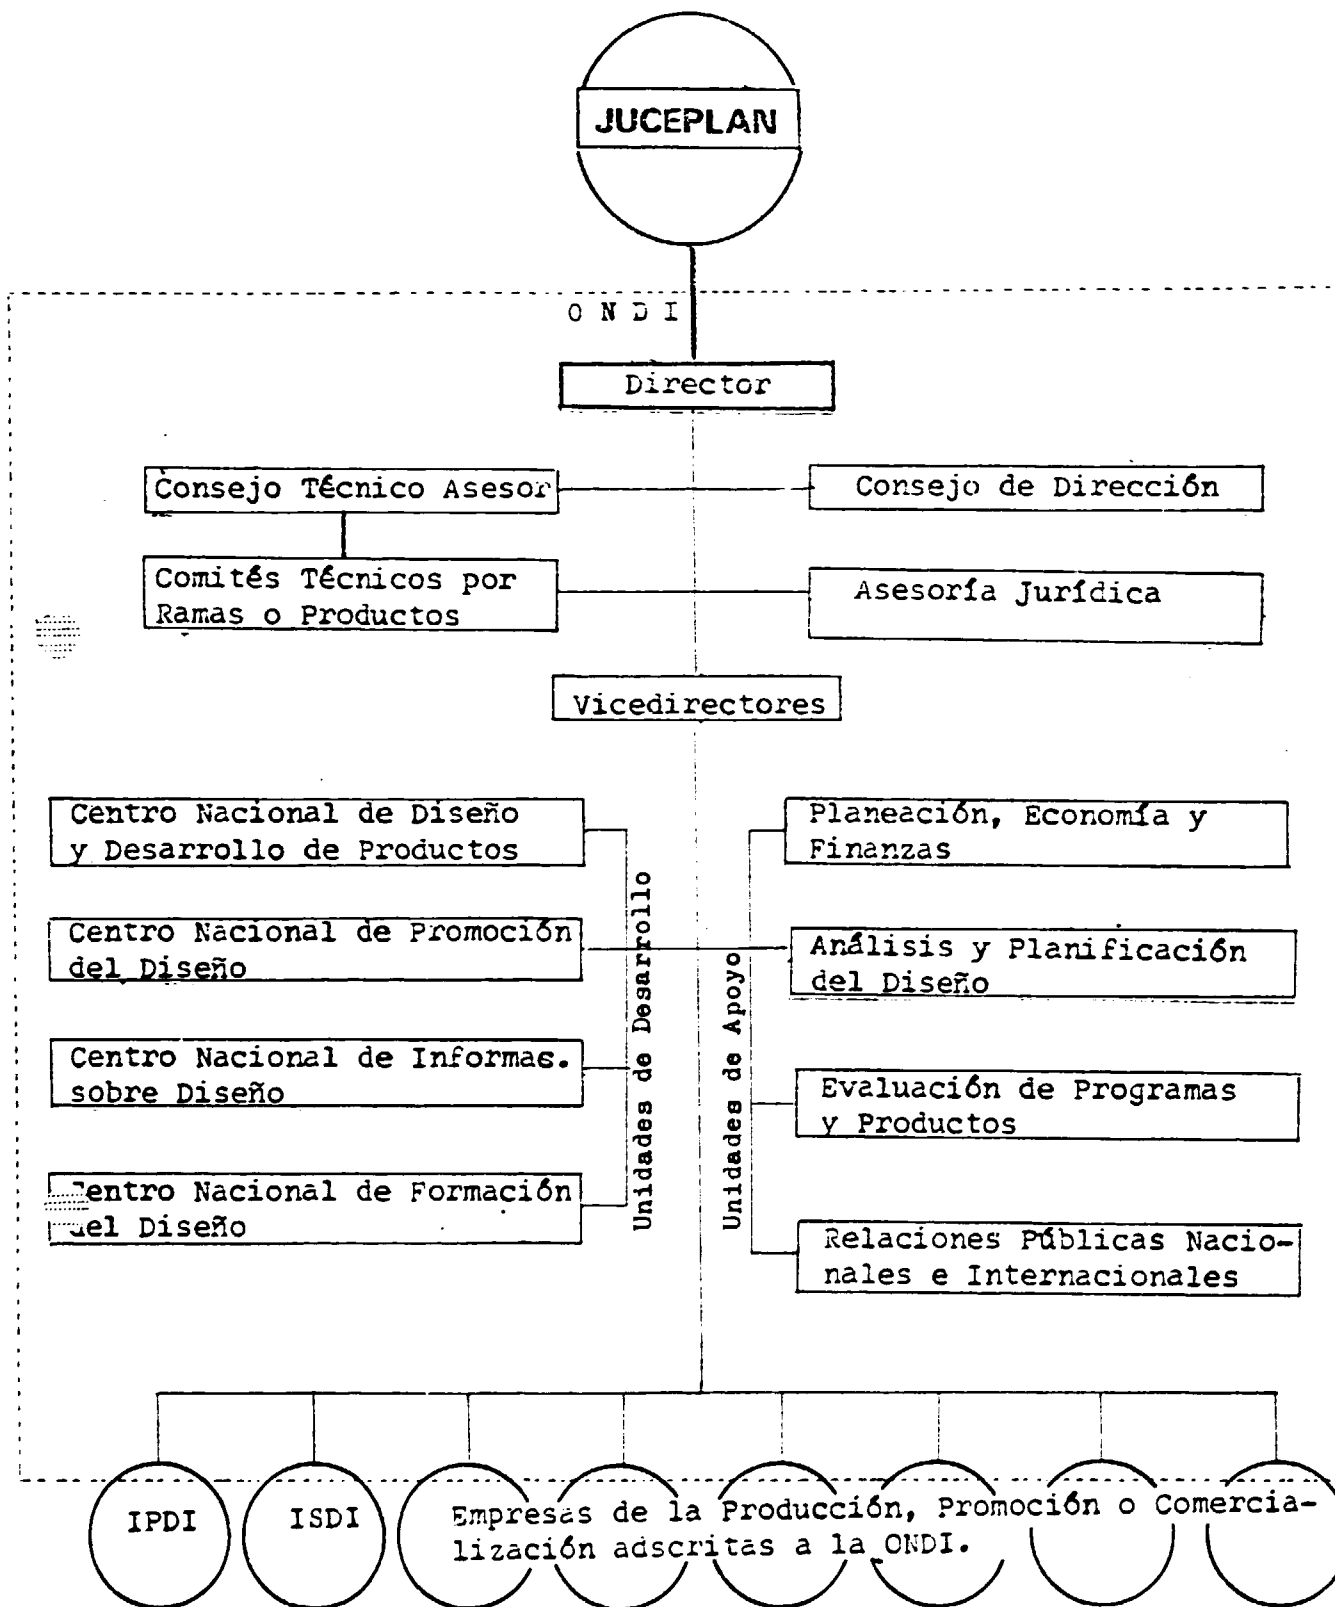 JUCEPLAN
O N D I
Director
Consejo Técnico Asesor
Consejo de Dirección
Comités Técnicos por
Ramas o Productos
Asesoría Jurídica
Vicedirectores
Centro Nacional de Diseño
y Desarrollo de Productos
Centro Nacional de Promoción
del Diseño
Centro Nacional de Informac.
sobre Diseño
Centro Nacional de Formación
del Diseño
Unidades de Desarrollo
Unidades de Apoyo
Planeación, Economía y
Finanzas
Análisis y Planificación
del Diseño
Evaluación de Programas
y Productos
Relaciones Públicas Nacio-
nales e Internacionales
IPDI
ISDI
Empresas de la Producción, Promoción o Comercia-
lización adscritas a la ONDI.